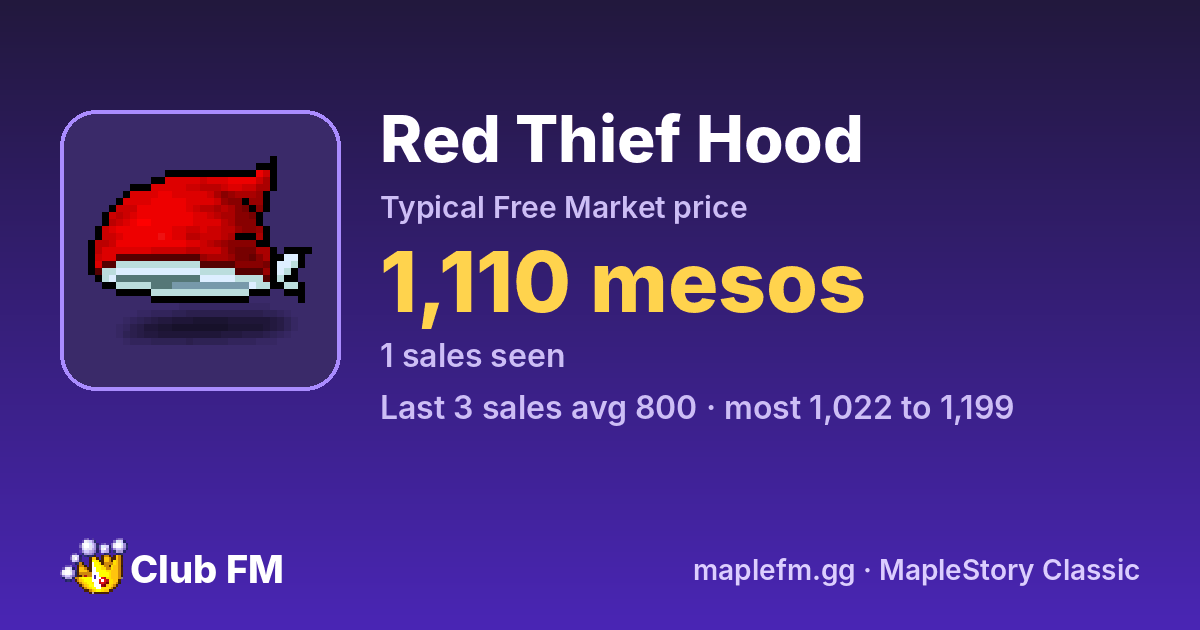 Red Thief Hood
Typical Free Market price
1,110 mesos
1 sales seen
Last 3 sales avg 800 · most 1,022 to 1,199
Club FM
maplefm.gg · MapleStory Classic